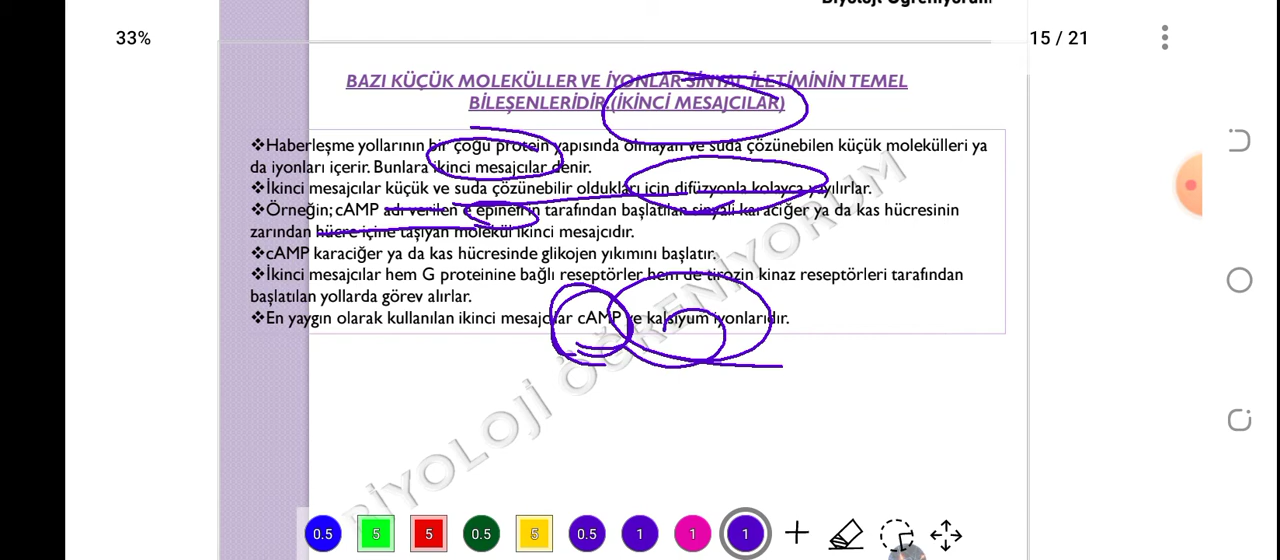 Biyoloji Öğreniyorum
33%
15 / 21
BAZI KÜÇÜK MOLEKÜLLER VE İYONLAR SİNYAL İLETİMİNİN TEMEL
BİLEŞENLERİDİR.(İKİNCİ MESAJCILAR)
❖Haberleşme yollarının bir çoğu protein yapısında olmayan ve suda çözünebilen küçük molekülleri ya
da iyonları içerir. Bunlara ikinci mesajcılar denir.
❖İkinci mesajcılar küçük ve suda çözünebilir oldukları için difüzyonla kolayca yayılırlar.
❖Örneğin; cAMP adı verilen e epinefrin tarafından başlatılan sinyali karaciğer ya da kas hücresinin
zarından hücre içine taşıyan molekül ikinci mesajcıdır.
❖cAMP karaciğer ya da kas hücresinde glikojen yıkımını başlatır.
❖İkinci mesajcılar hem G proteinine bağlı reseptörler hem de tirozin kinaz reseptörleri tarafından
başlatılan yollarda görev alırlar.
❖En yaygın olarak kullanılan ikinci mesajcılar cAMP ve kalsiyum iyonlarıdır.
BİYOLOJİ ÖĞRENİYORUM
0.5 5 5 0.5 5 0.5 1 1 1